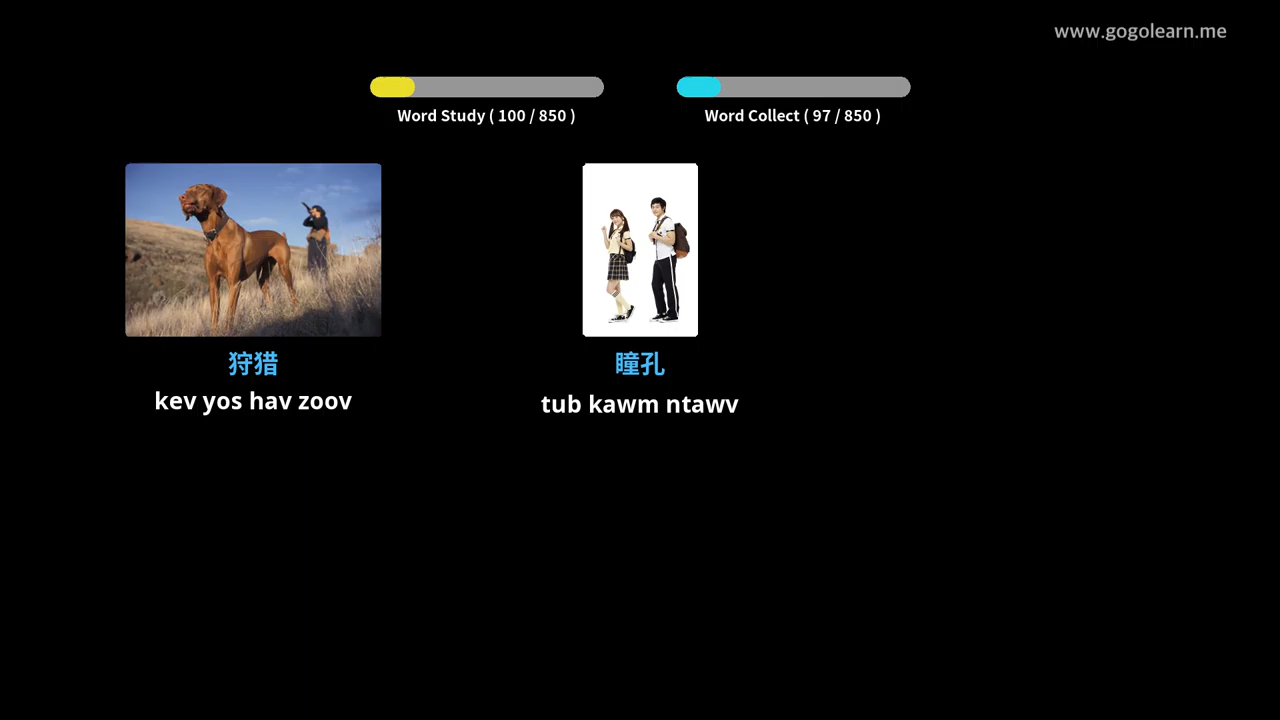 www.gogolearn.me
Word Study ( 100 / 850 )
Word Collect ( 97 / 850 )
狩猎
kev yos hav zoov
瞳孔
tub kawm ntawv